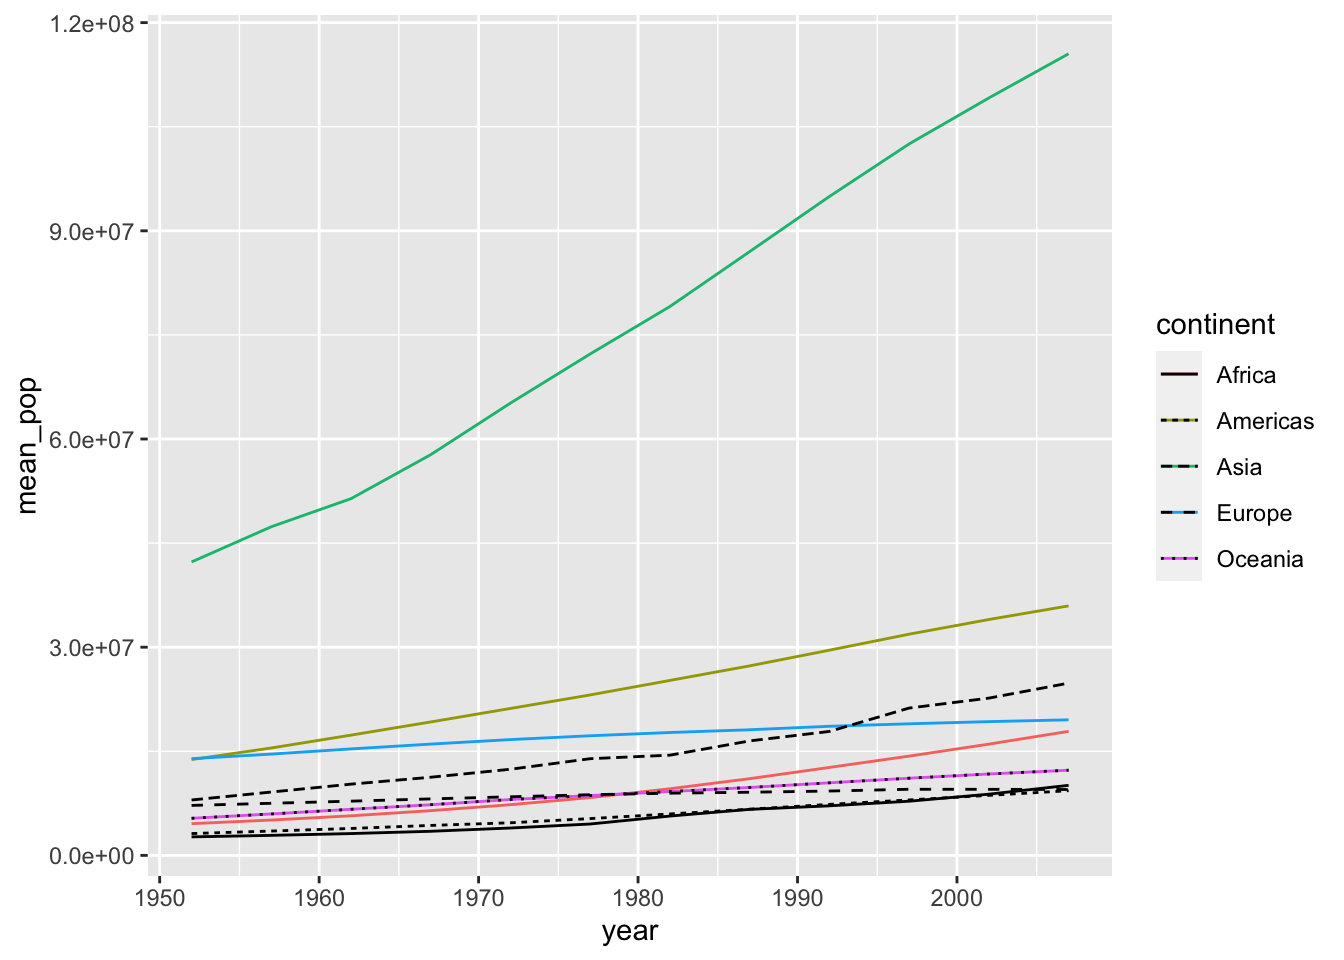 1.2e+08
9.0e+07
6.0e+07
3.0e+07
0.0e+00
mean_pop
1950 1960 1970 1980 1990 2000
year
continent
Africa
Americas
Asia
Europe
Oceania